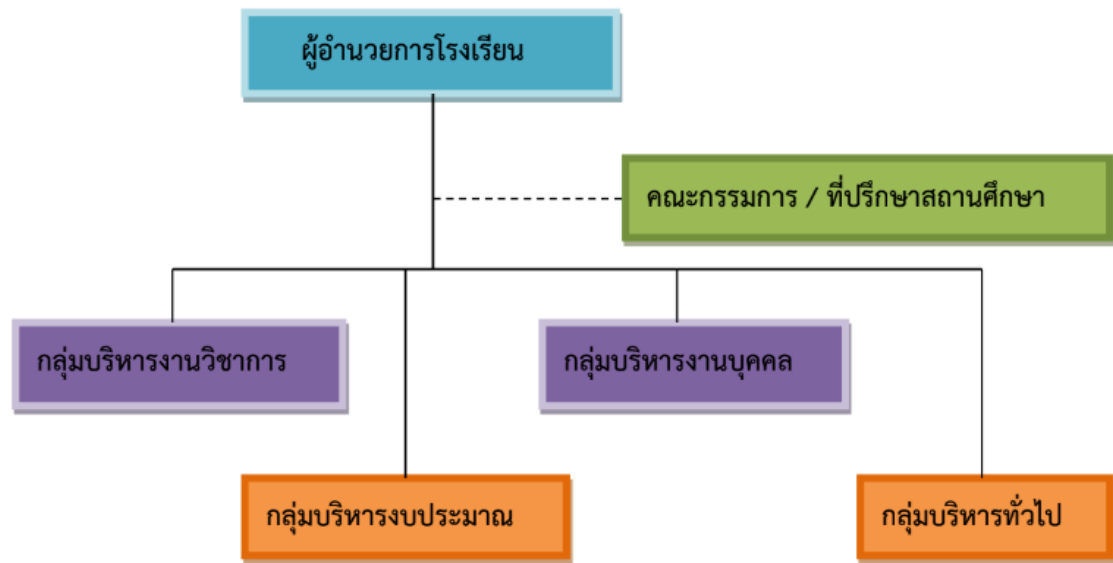 ผู้อำนวยการโรงเรียน
คณะกรรมการ / ที่ปรึกษาสถานศึกษา
กลุ่มบริหารงานวิชาการ
กลุ่มบริหารงานบุคคล
กลุ่มบริหารงบประมาณ
กลุ่มบริหารทั่วไป